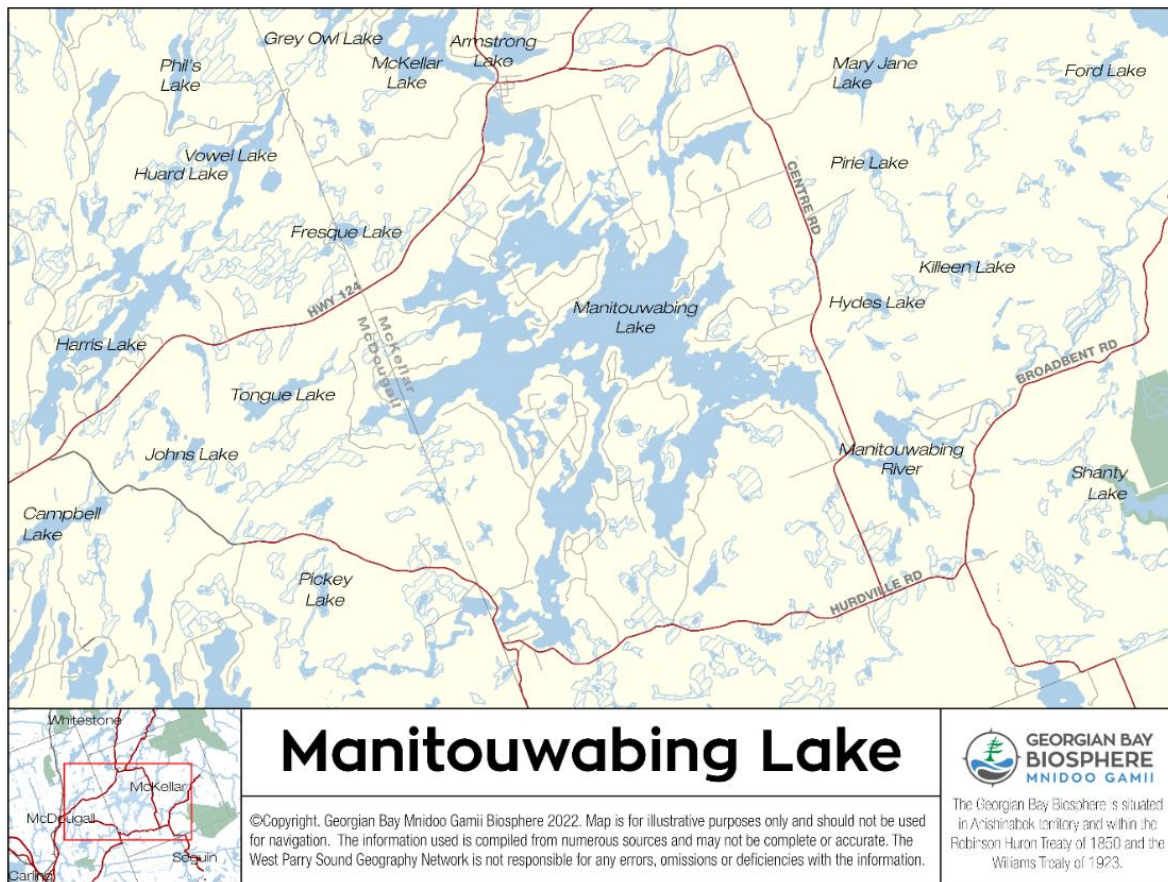 Grey Owl Lake
Armstrong
Lake
Phil's
Lake
McKellar
Lake
Mary Jane
Lake
Ford Lake
Vowel Lake
Huard Lake
Pirie Lake
CENTRE RD
Fresque Lake
Killeen Lake
HWY 124
Hydes Lake
Manitouwabing
Lake
McKellar
McDougall
Harris Lake
BROADBENT RD
Tongue Lake
Johns Lake
Manitouwabing
River
Shanty
Lake
Campbell
Lake
Pickey
Lake
HURDVILLE RD
Whitestone
McKellar
McDougall
Seguin
Carling
Manitouwabing Lake
©Copyright. Georgian Bay Mnidoo Gamii Biosphere 2022. Map is for illustrative purposes only and should not be used
for navigation. The information used is compiled from numerous sources and may not be complete or accurate. The
West Parry Sound Geography Network is not responsible for any errors, omissions or deficiencies with the information.
GEORGIAN BAY
BIOSPHERE
MNIDOO GAMII
The Georgian Bay Biosphere is situated
in Anishinabek territory and within the
Robinson Huron Treaty of 1850 and the
Williams Treaty of 1923.